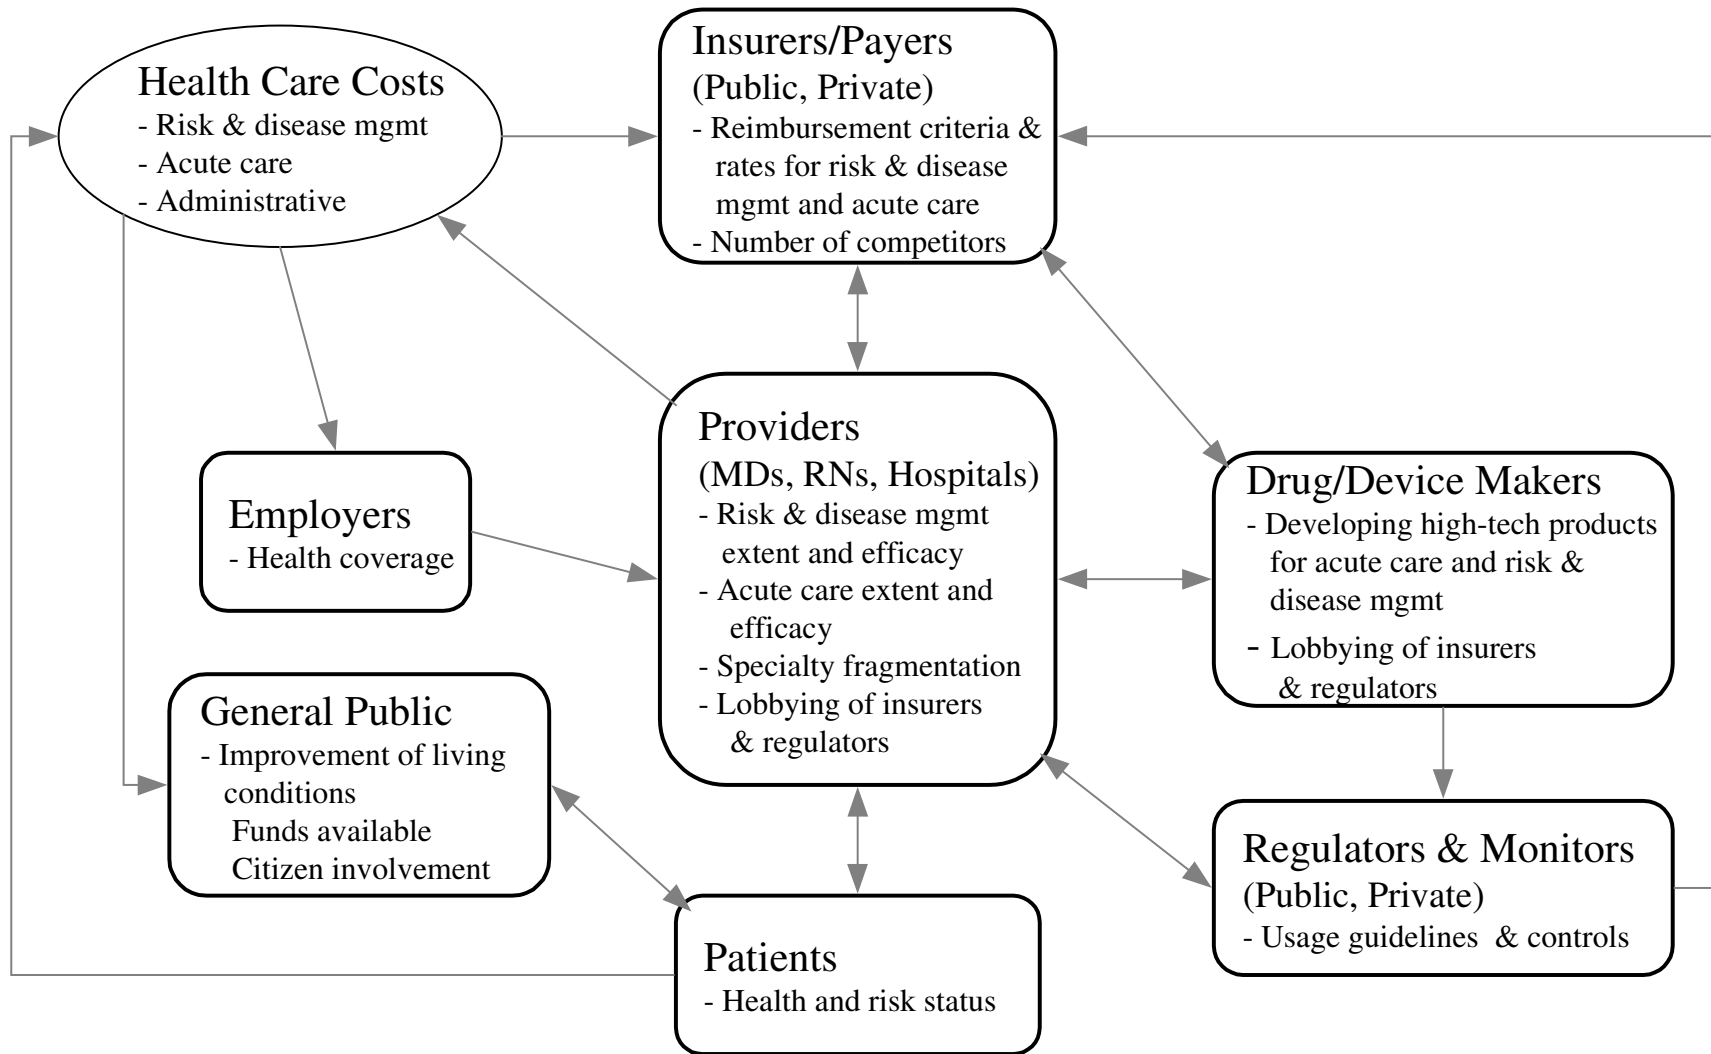 Health Care Costs
- Risk & disease mgmt
- Acute care
- Administrative
Insurers/Payers
(Public, Private)
- Reimbursement criteria &
rates for risk & disease
mgmt and acute care
- Number of competitors
Providers
(MDs, RNs, Hospitals)
- Risk & disease mgmt
extent and efficacy
- Acute care extent and
efficacy
- Specialty fragmentation
- Lobbying of insurers
& regulators
Employers
- Health coverage
Drug/Device Makers
- Developing high-tech products
for acute care and risk &
disease mgmt
- Lobbying of insurers
& regulators
General Public
- Improvement of living
conditions
Funds available
Citizen involvement
Regulators & Monitors
(Public, Private)
- Usage guidelines & controls
Patients
- Health and risk status